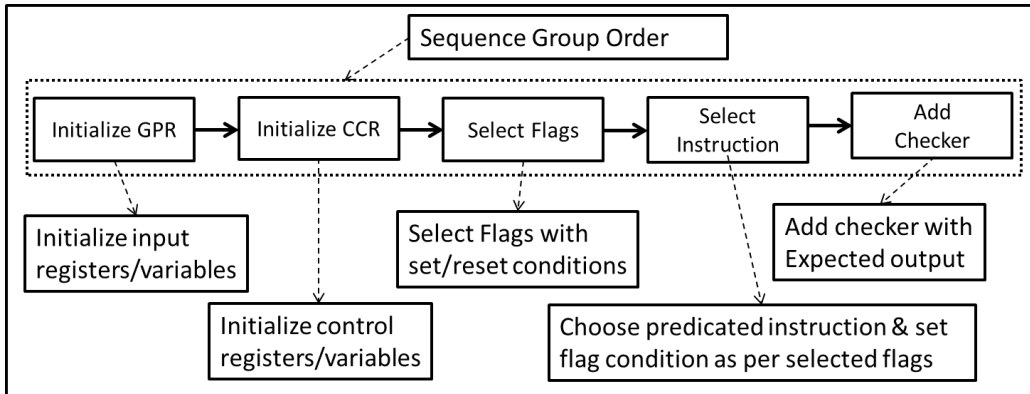 Sequence Group Order
Initialize GPR
Initialize CCR
Select Flags
Select
Instruction
Add
Checker
Initialize input
registers/variables
Initialize control
registers/variables
Select Flags with
set/reset conditions
Choose predicated instruction & set
flag condition as per selected flags
Add checker with
Expected output